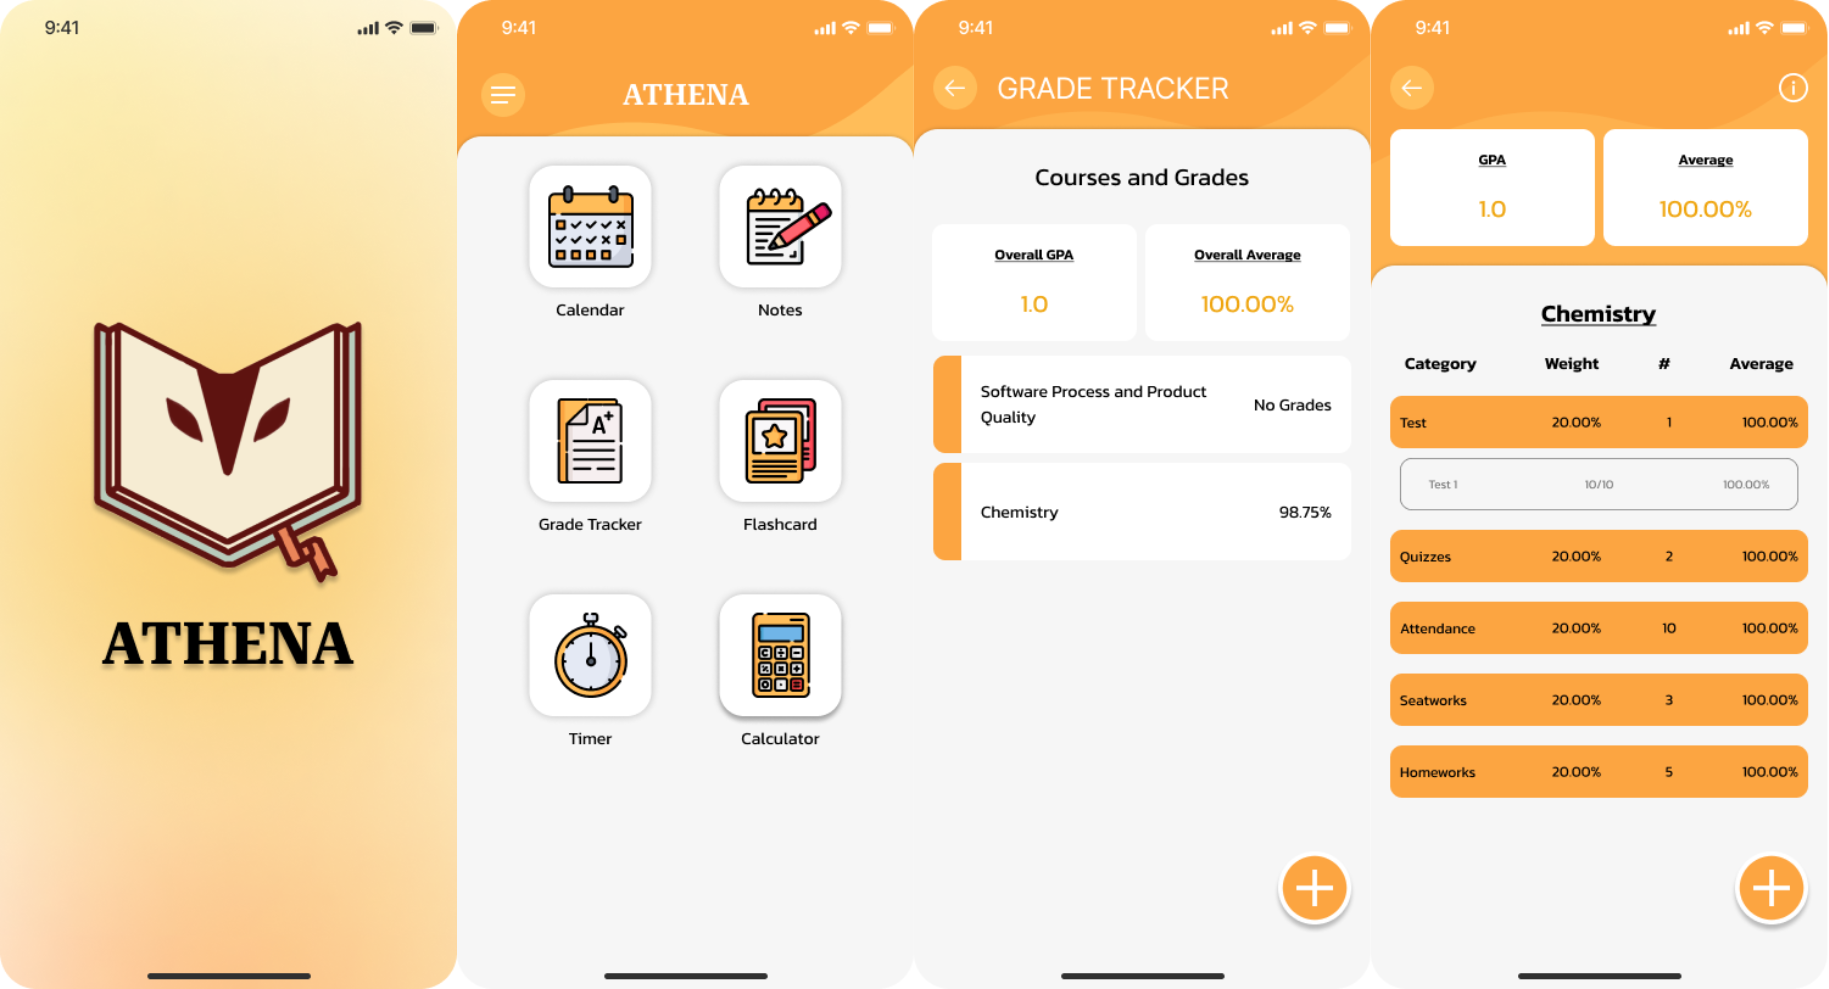 9:41
ATHENA
9:41
ATHENA
Calendar
Notes
A+
Grade Tracker
Flashcard
Timer
Calculator
9:41
GRADE TRACKER
Courses and Grades
Overall GPA
1.0
Overall Average
100.00%
Software Process and Product
Quality
No Grades
Chemistry
98.75%
9:41
GPA
1.0
Average
100.00%
Chemistry
Category Weight # Average
Test 20.00% 1 100.00%
Test 1 10/10 100.00%
Quizzes 20.00% 2 100.00%
Attendance 20.00% 10 100.00%
Seatworks 20.00% 3 100.00%
Homeworks 20.00% 5 100.00%